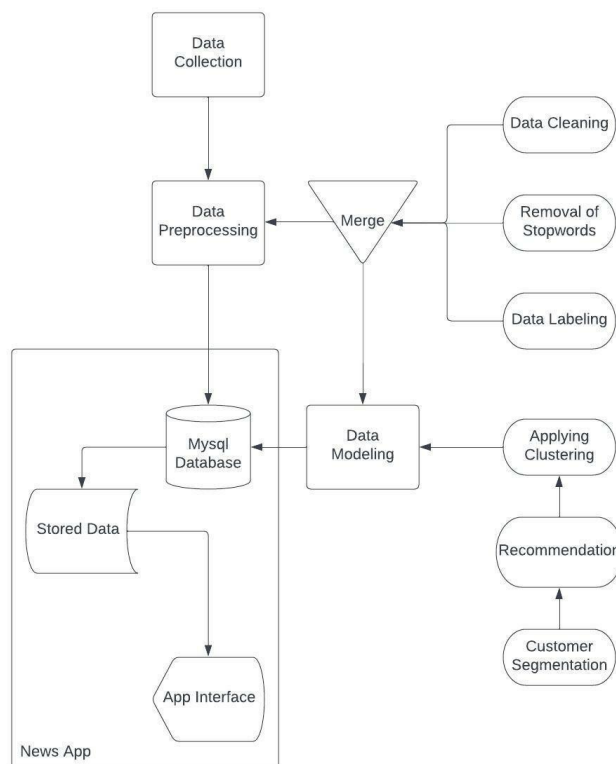 Data
Collection
Data Cleaning
Data
Preprocessing
Merge
Removal of
Stopwords
Data Labeling
Mysql
Database
Data
Modeling
Applying
Clustering
Stored Data
Recommendation
App Interface
Customer
Segmentation
News App